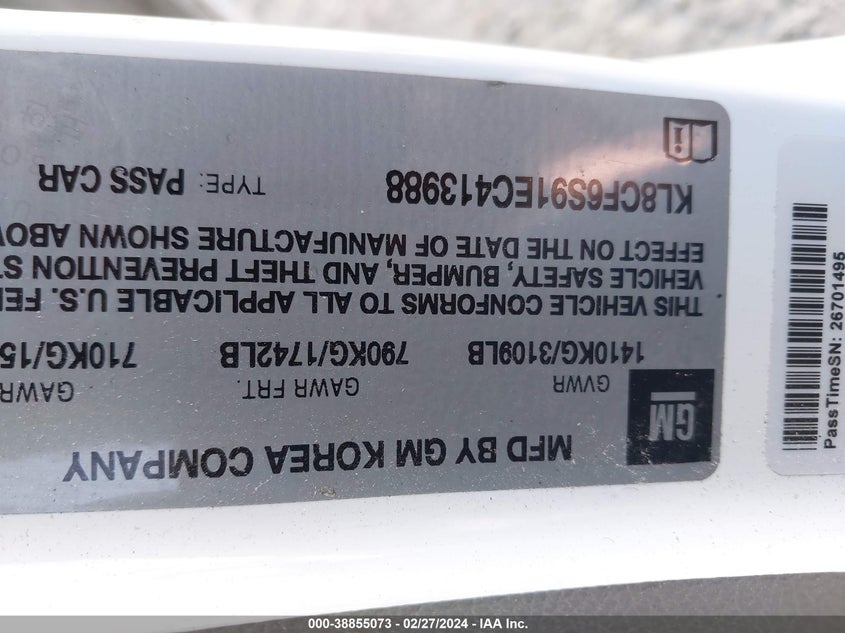 MFD BY GM KOREA COMPANY
GM
GVWR GAWR FRT. GAWR
1410KG/3109LB 790KG/1742LB 710KG/15
THIS VEHICLE CONFORMS TO ALL APPLICABLE U.S. FE
VEHICLE SAFETY, BUMPER, AND THEFT PREVENTION ST
EFFECT ON THE DATE OF MANUFACTURE SHOWN ABOV
KL8CF6S91EC413988 TYPE: PASS CAR
PassTimeSN: 26701495
000-38855073 / 02/27/2024 - IAA Inc.